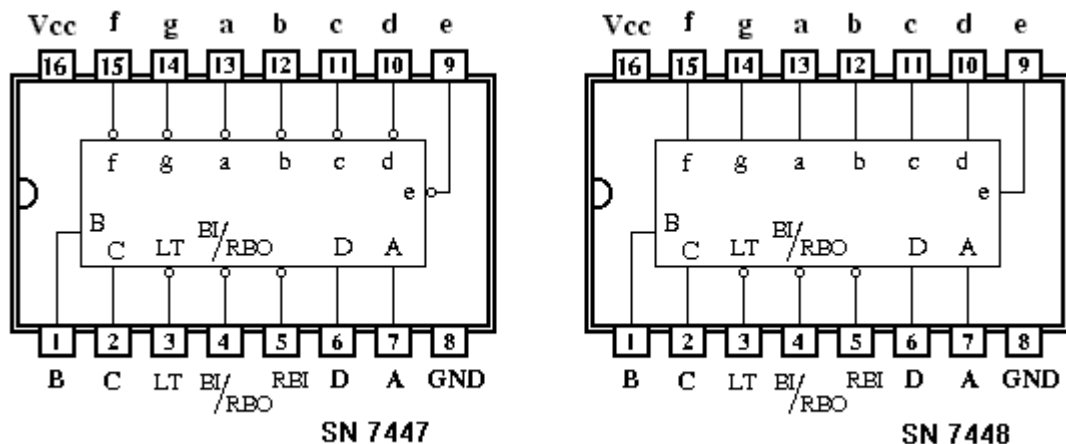 Vcc f g a b c d e Vcc f g a b c d e
16 15 14 13 12 11 10 9 16 15 14 13 12 11 10 9
f g a b c d f g a b c d
e e
B B
C LT BI/RBO D A C LT BI/RBO D A
1 2 3 4 5 6 7 8 1 2 3 4 5 6 7 8
B C LT BI/RBO RBI D A GND B C LT BI/RBO RBI D A GND
SN 7447 SN 7448